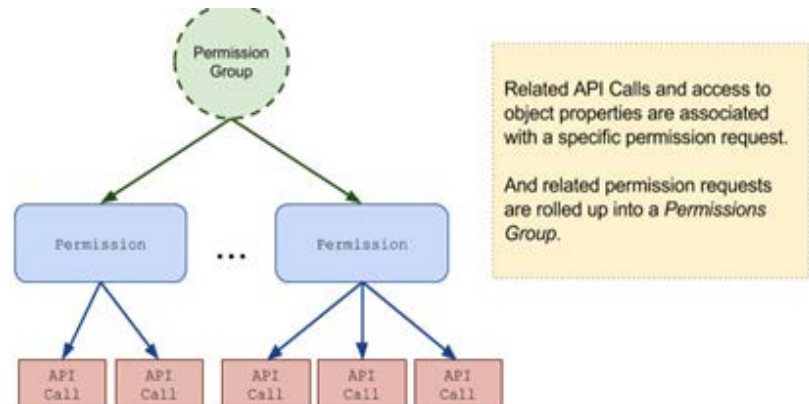 Permission
Group
Related API Calls and access to
object properties are associated
with a specific permission request.
And related permission requests
are rolled up into a Permissions
Group.
Permission
...
Permission
API
Call
API
Call
API
Call
API
Call
API
Call